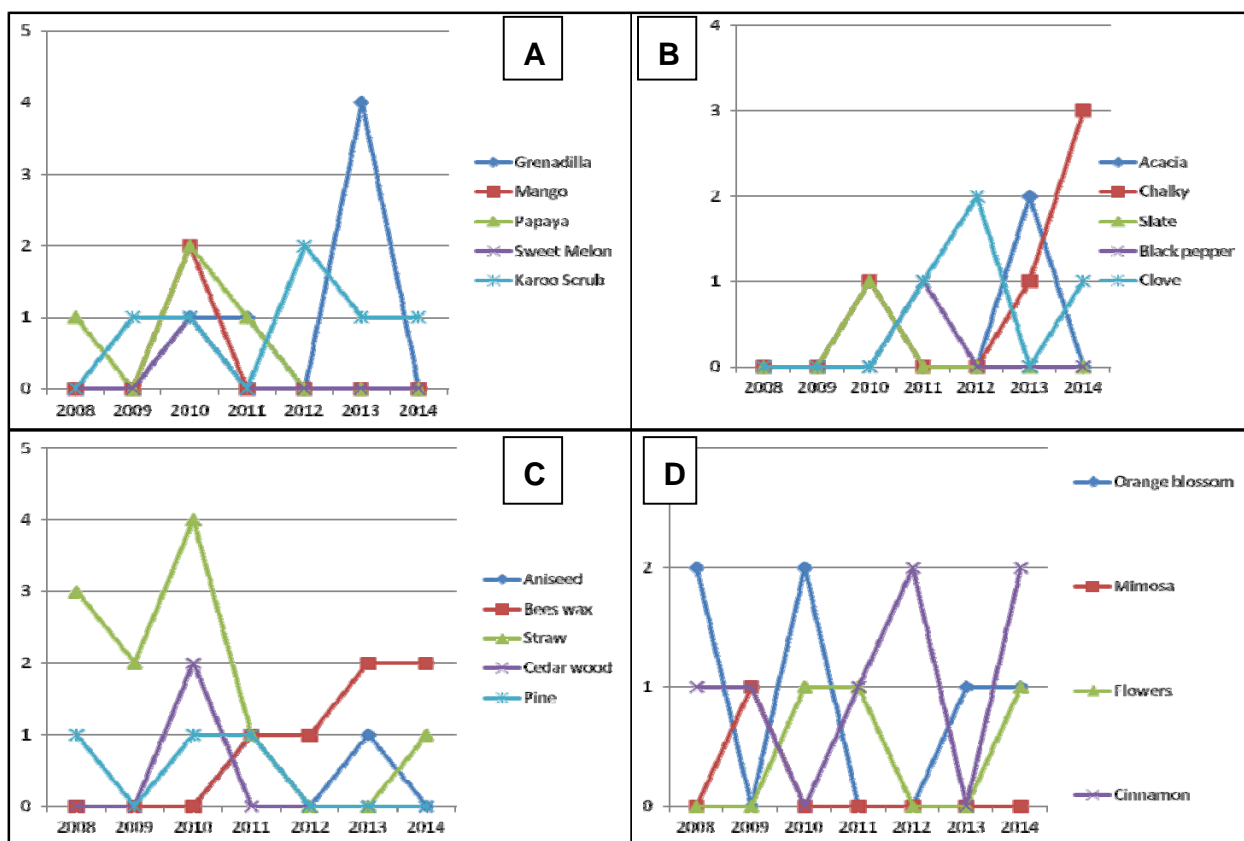 A
5
4
3
2
1
0
2008 2009 2010 2011 2012 2013 2014
Grenadilla
Mango
Papaya
Sweet Melon
Karoo Scrub
B
4
3
2
1
0
2008 2009 2010 2011 2012 2013 2014
Acacia
Chalky
Slate
Black pepper
Clove
C
5
4
3
2
1
0
2008 2009 2010 2011 2012 2013 2014
Aniseed
Bees wax
Straw
Cedar wood
Pine
D
2
1
0
2008 2009 2010 2011 2012 2013 2014
Orange blossom
Mimosa
Flowers
Cinnamon